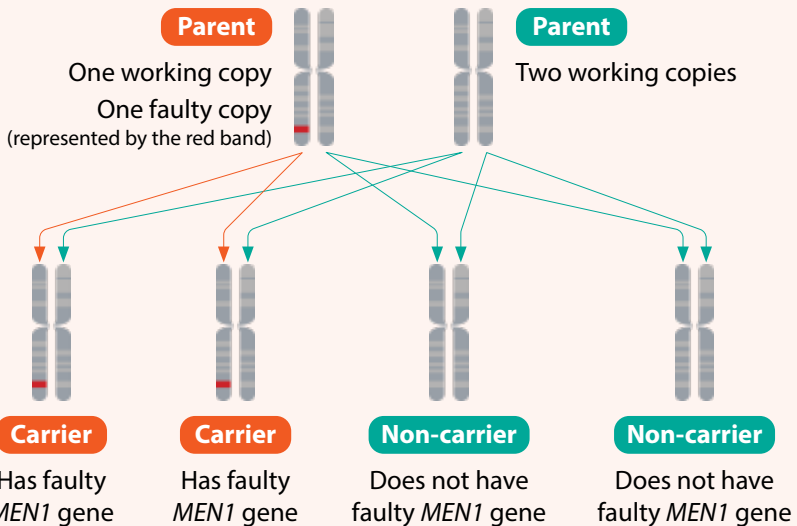 Parent
One working copy
One faulty copy
(represented by the red band)
Parent
Two working copies
Carrier
Has faulty
MEN1 gene
Carrier
Has faulty
MEN1 gene
Non-carrier
Does not have
faulty MEN1 gene
Non-carrier
Does not have
faulty MEN1 gene